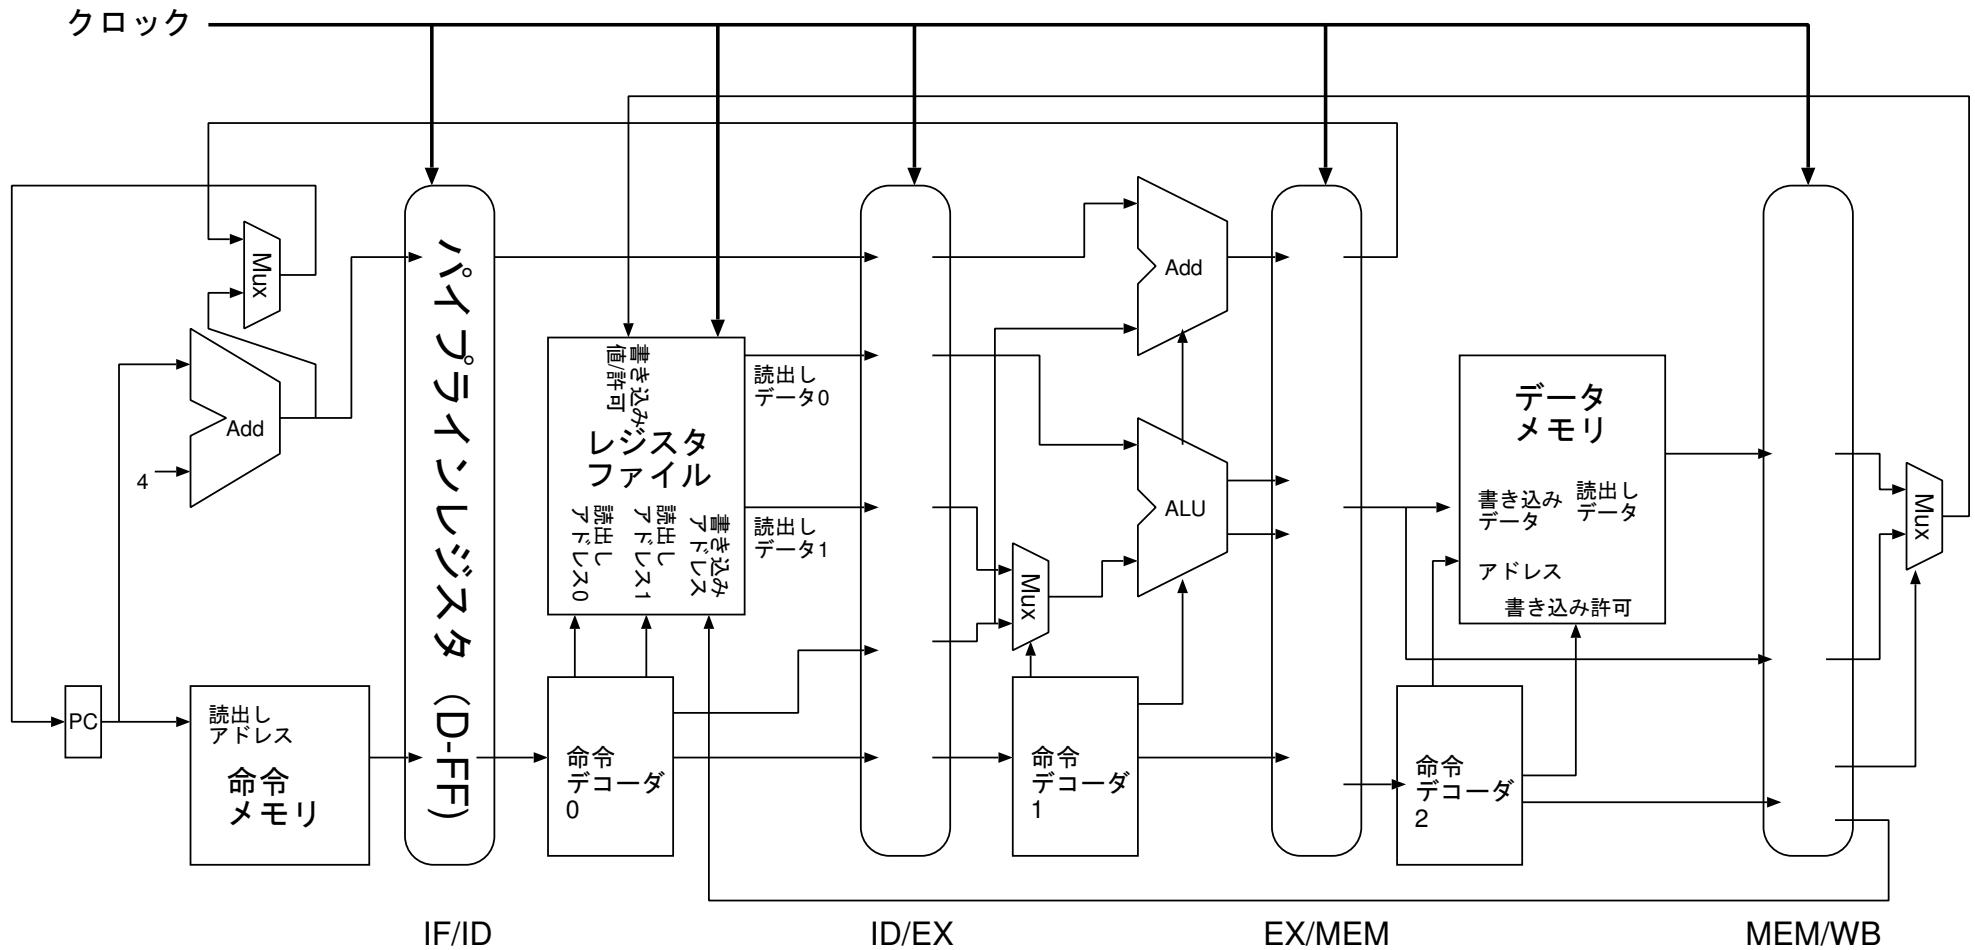 クロック
Mux
Add
4
PC
読出し
アドレス
命令
メモリ
パイプラインレジスタ (D-FF)
書き込み
値/許可
レジスタ
ファイル
読出し
アドレス0
読出し
アドレス1
書き込み
アドレス
読出し
データ0
読出し
データ1
命令
デコーダ
0
Mux
Add
ALU
命令
デコーダ
1
データ
メモリ
書き込み
データ
読出し
データ
アドレス
書き込み許可
命令
デコーダ
2
Mux
IF/ID
ID/EX
EX/MEM
MEM/WB